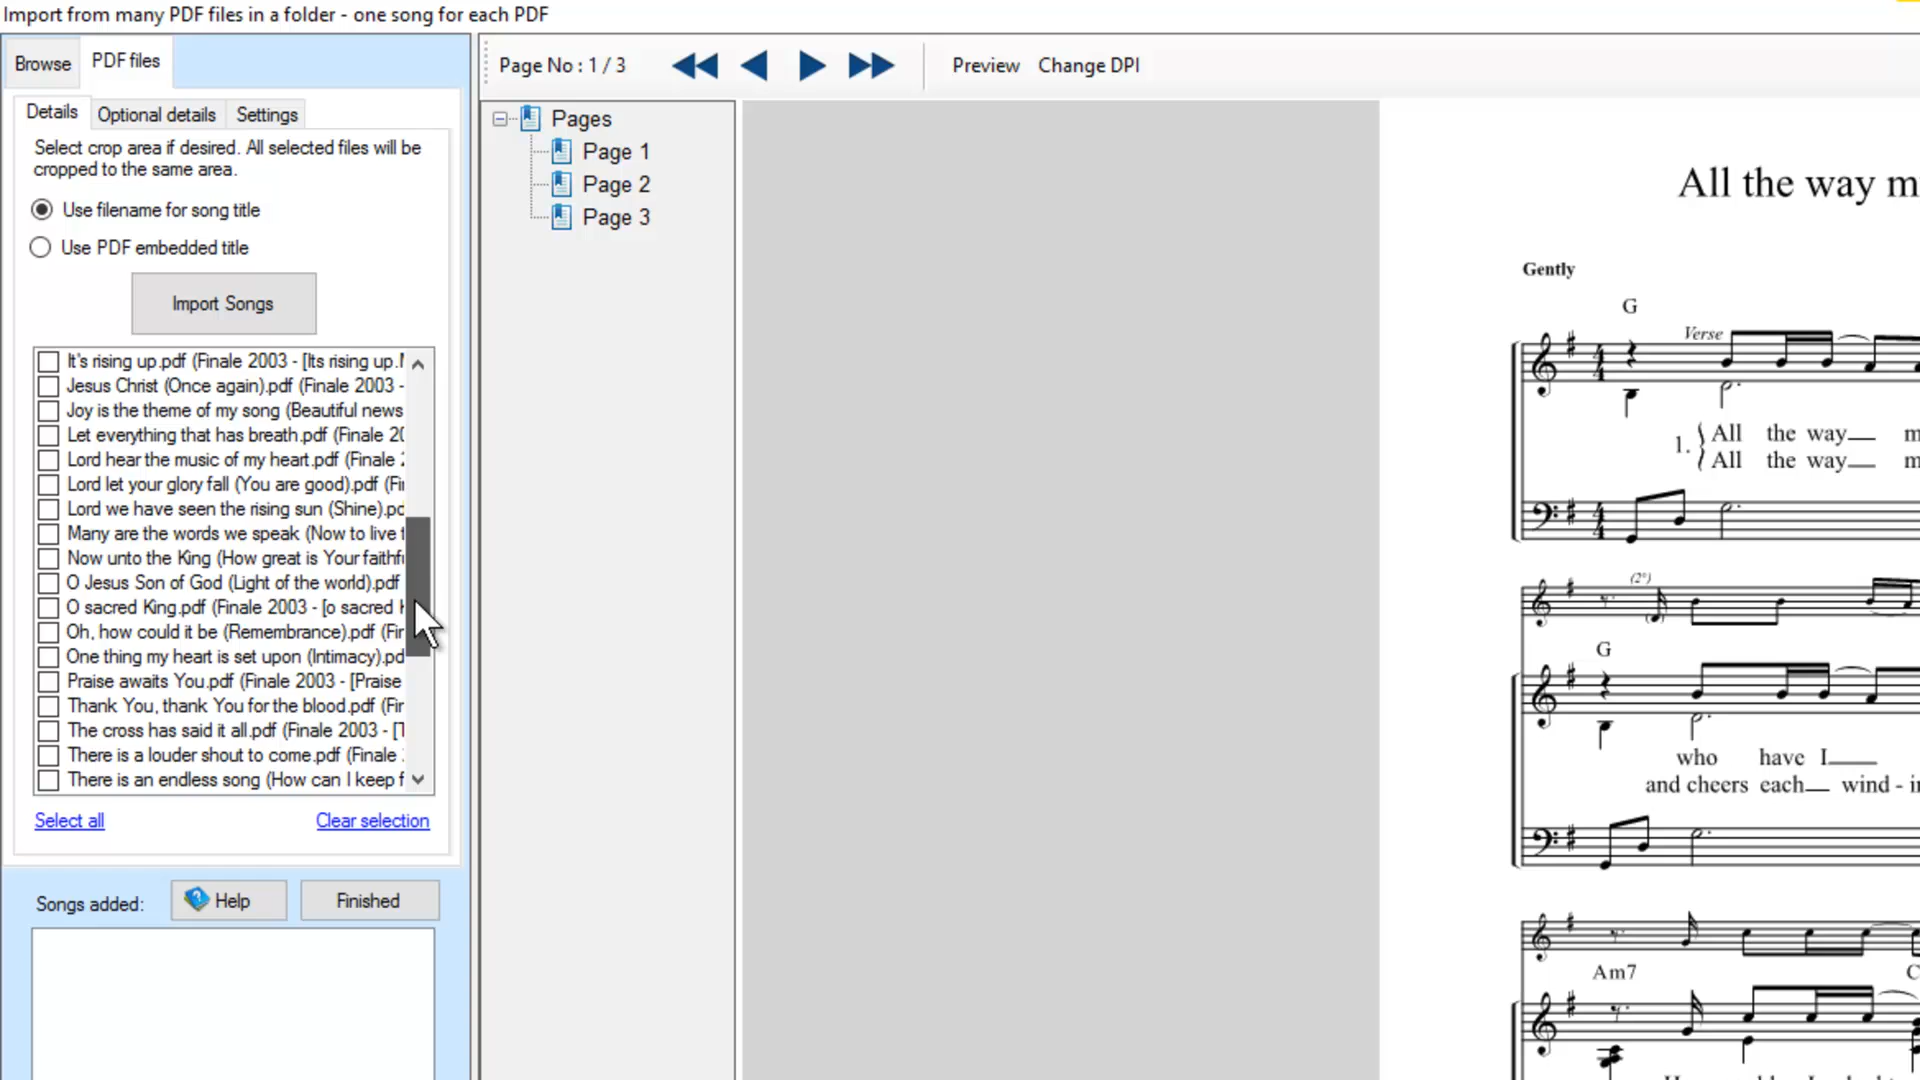 Import from many PDF files in a folder - one song for each PDF
Browse
PDF files
Details
Optional details
Settings
Select crop area if desired. All selected files will be
cropped to the same area.
Use filename for song title
Use PDF embedded title
Import Songs
It's rising up.pdf (Finale 2003 - [Its rising up.
Jesus Christ (Once again).pdf (Finale 2003 -
Joy is the theme of my song (Beautiful news
Let everything that has breath.pdf (Finale 20
Lord hear the music of my heart.pdf (Finale
Lord let your glory fall (You are good).pdf (Fi
Lord we have seen the rising sun (Shine).pd
Many are the words we speak (Now to live
Now unto the King (How great is Your faithf
O Jesus Son of God (Light of the world).pdf
O sacred King.pdf (Finale 2003 - [o sacred
Oh, how could it be (Remembrance).pdf (Fi
One thing my heart is set upon (Intimacy).pd
Praise awaits You.pdf (Finale 2003 - [Praise
Thank You, thank You for the blood.pdf (Fi
The cross has said it all.pdf (Finale 2003 - [T
There is a louder shout to come.pdf (Finale
There is an endless song (How can I keep f
Select all
Clear selection
Songs added:
Help
Finished
Page No : 1 / 3
Preview
Change DPI
Pages
Page 1
Page 2
Page 3
All the way m
Gently
G
Verse
1. All the way m
All the way m
(2°)
G
who have I
and cheers each wind - i
Am7 C